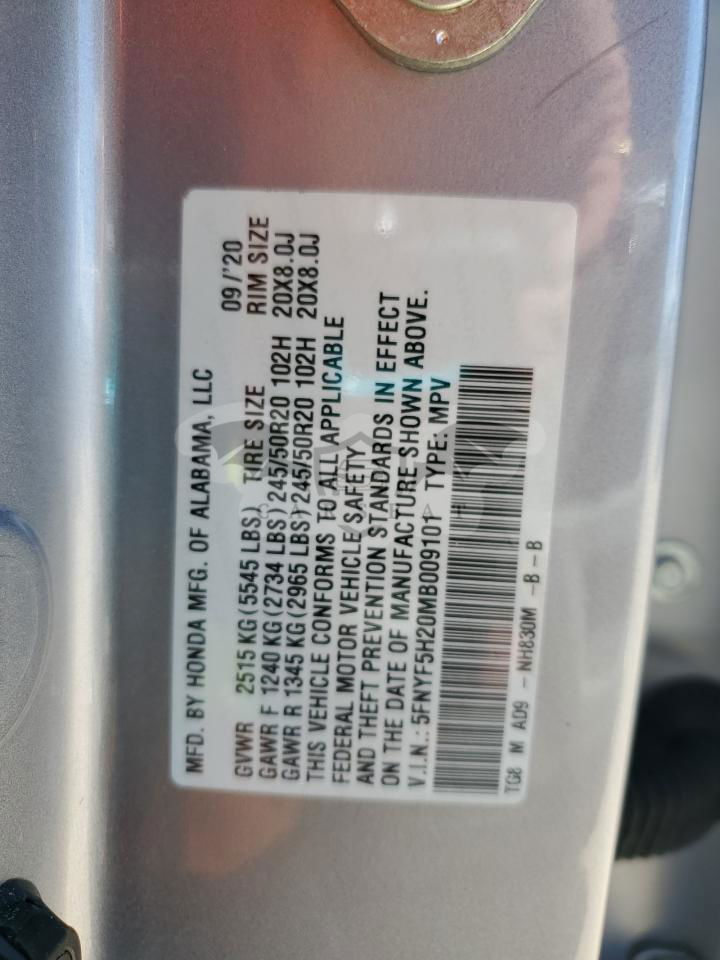 MFD. BY HONDA MFG. OF ALABAMA, LLC 09/'20
GVWR 2515 KG(5545 LBS) TIRE SIZE RIM SIZE
GAWR F 1240 KG(2734 LBS)245/50R20 102H 20X8.0J
GAWR R 1345 KG(2965 LBS)245/50R20 102H 20X8.0J
THIS VEHICLE CONFORMS TO ALL APPLICABLE
FEDERAL MOTOR VEHICLE SAFETY
AND THEFT PREVENTION STANDARDS IN EFFECT
ON THE DATE OF MANUFACTURE SHOWN ABOVE.
V.I.N.: 5FNYF5H20MB009101 TYPE: MPV
TG8 M AD9 - NH830M -B-B